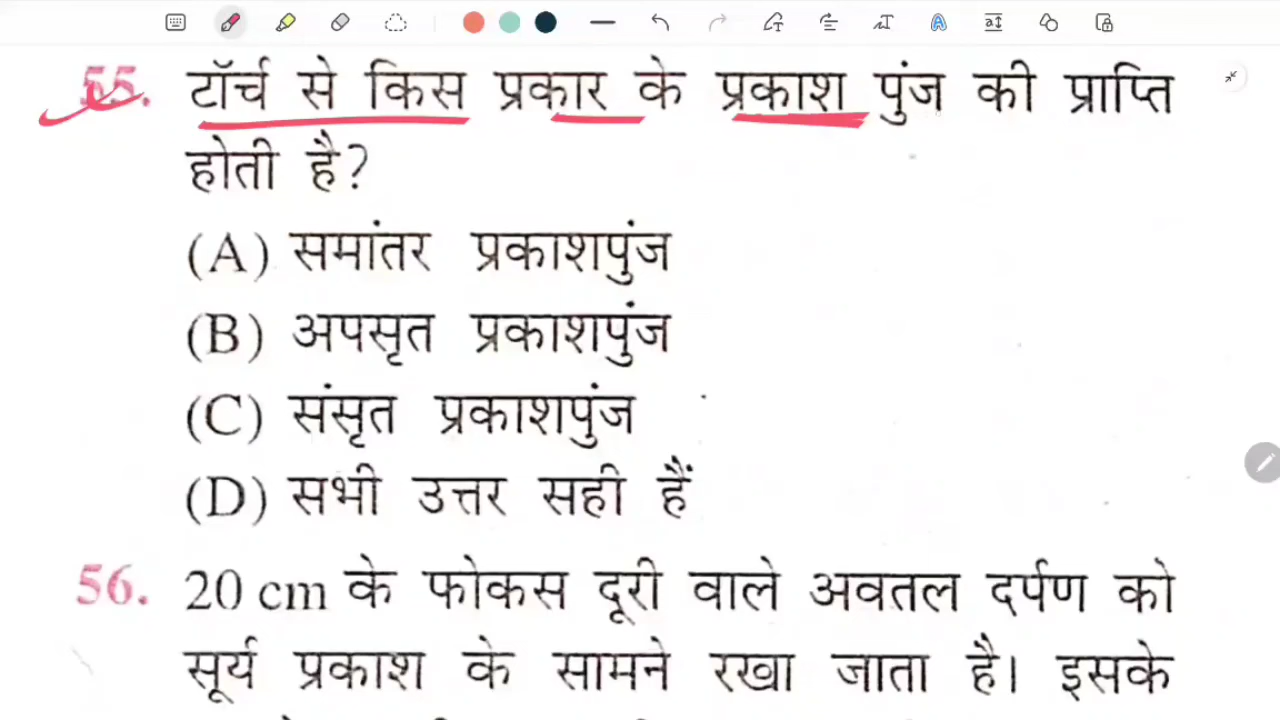 55. टॉर्च से किस प्रकार के प्रकाश पुंज की प्राप्ति
होती है?
(A) समांतर प्रकाशपुंज
(B) अपसृत प्रकाशपुंज
(C) संसृत प्रकाशपुंज
(D) सभी उत्तर सही हैं
56. 20 cm के फोकस दूरी वाले अवतल दर्पण को
सूर्य प्रकाश के सामने रखा जाता है। इसके